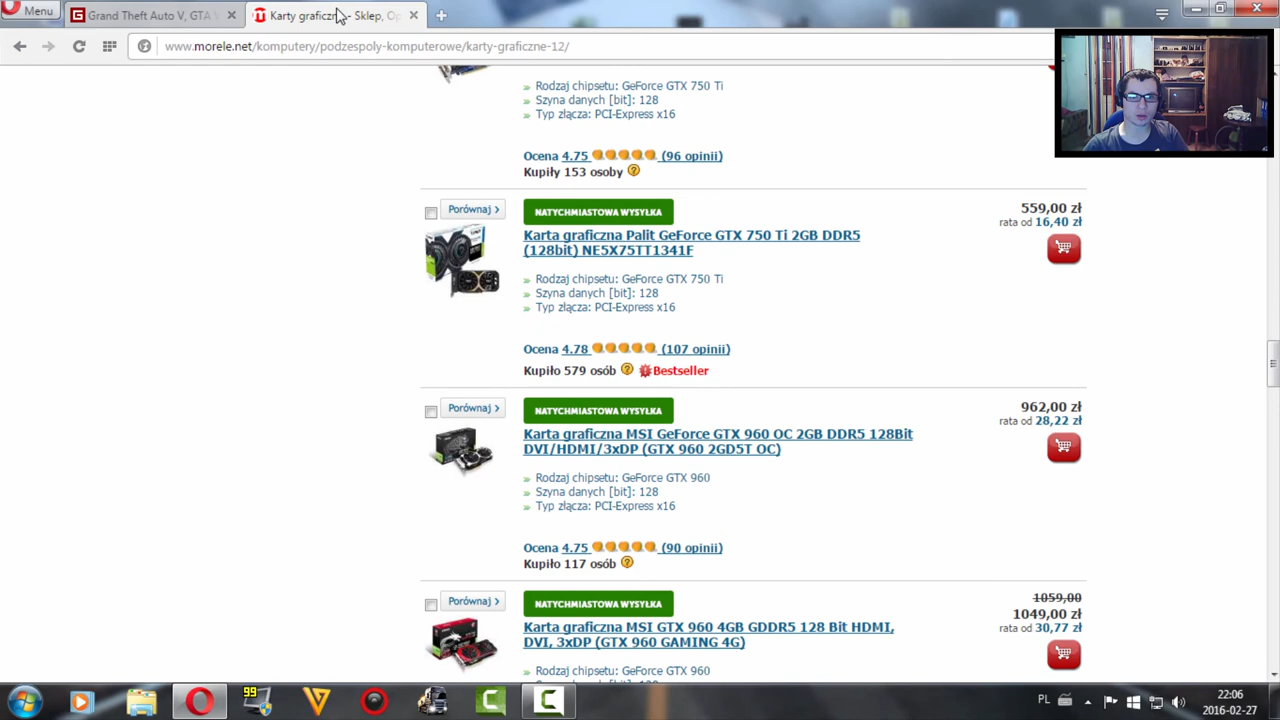 Menu
Grand Theft Auto V, GTA V
Karty graficzne - Sklep, Op
www.morele.net/komputery/podzespoly-komputerowe/karty-graficzne-12/
» Rodzaj chipsetu: GeForce GTX 750 Ti
» Szyna danych [bit]: 128
» Typ złącza: PCI-Express x16
Ocena 4.75 (96 opinii)
Kupiły 153 osoby ?
Porównaj >
NATYCHMIASTOWA WYSYŁKA
559,00 zł
rata od 16,40 zł
Karta graficzna Palit GeForce GTX 750 Ti 2GB DDR5
(128bit) NE5X75TT1341F
» Rodzaj chipsetu: GeForce GTX 750 Ti
» Szyna danych [bit]: 128
» Typ złącza: PCI-Express x16
Ocena 4.78 (107 opinii)
Kupiło 579 osób ? Bestseller
Porównaj >
NATYCHMIASTOWA WYSYŁKA
962,00 zł
rata od 28,22 zł
Karta graficzna MSI GeForce GTX 960 OC 2GB DDR5 128Bit
DVI/HDMI/3xDP (GTX 960 2GD5T OC)
» Rodzaj chipsetu: GeForce GTX 960
» Szyna danych [bit]: 128
» Typ złącza: PCI-Express x16
Ocena 4.75 (90 opinii)
Kupiło 117 osób ?
Porównaj >
NATYCHMIASTOWA WYSYŁKA
1059,00
1049,00 zł
rata od 30,77 zł
Karta graficzna MSI GTX 960 4GB GDDR5 128 Bit HDMI,
DVI, 3xDP (GTX 960 GAMING 4G)
» Rodzaj chipsetu: GeForce GTX 960
99
PL
22:06
2016-02-27